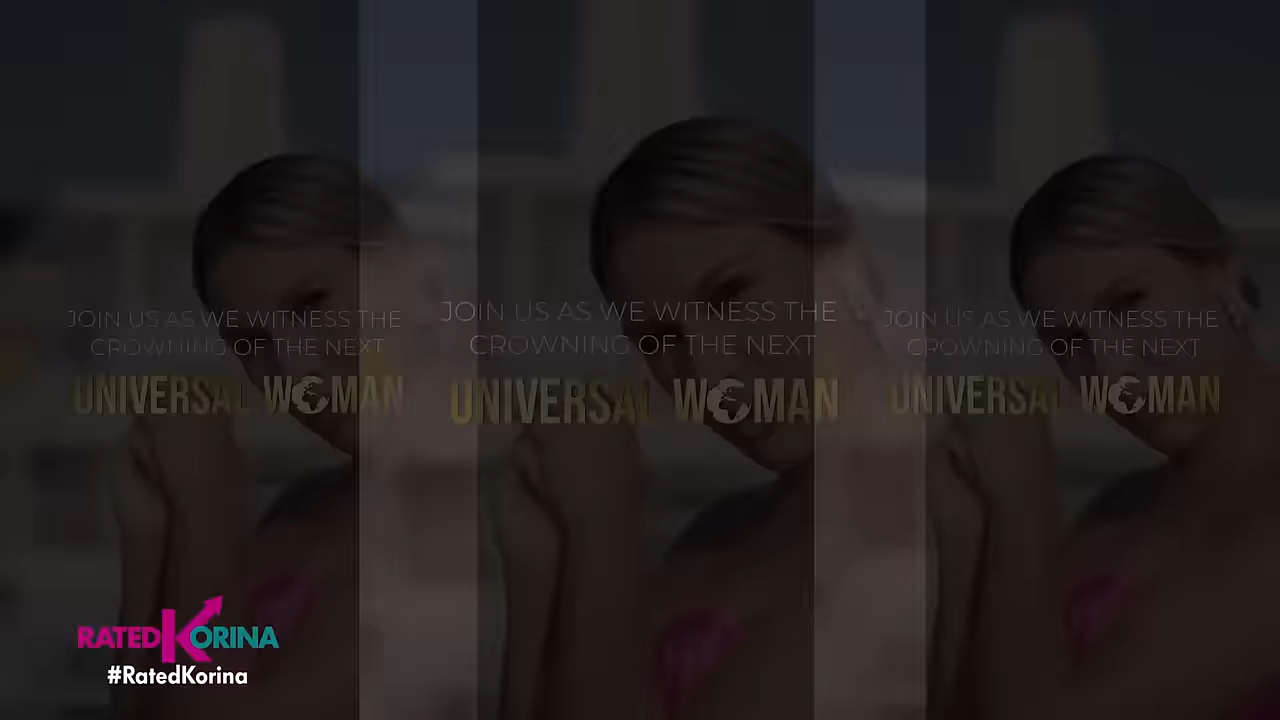 JOIN US AS WE WITNESS THE
CROWNING OF THE NEXT
UNIVERSAL WOMAN
JOIN US AS WE WITNESS THE
CROWNING OF THE NEXT
UNIVERSAL WOMAN
JOIN US AS WE WITNESS THE
CROWNING OF THE NEXT
UNIVERSAL WOMAN
RATED KORINA
#RatedKorina